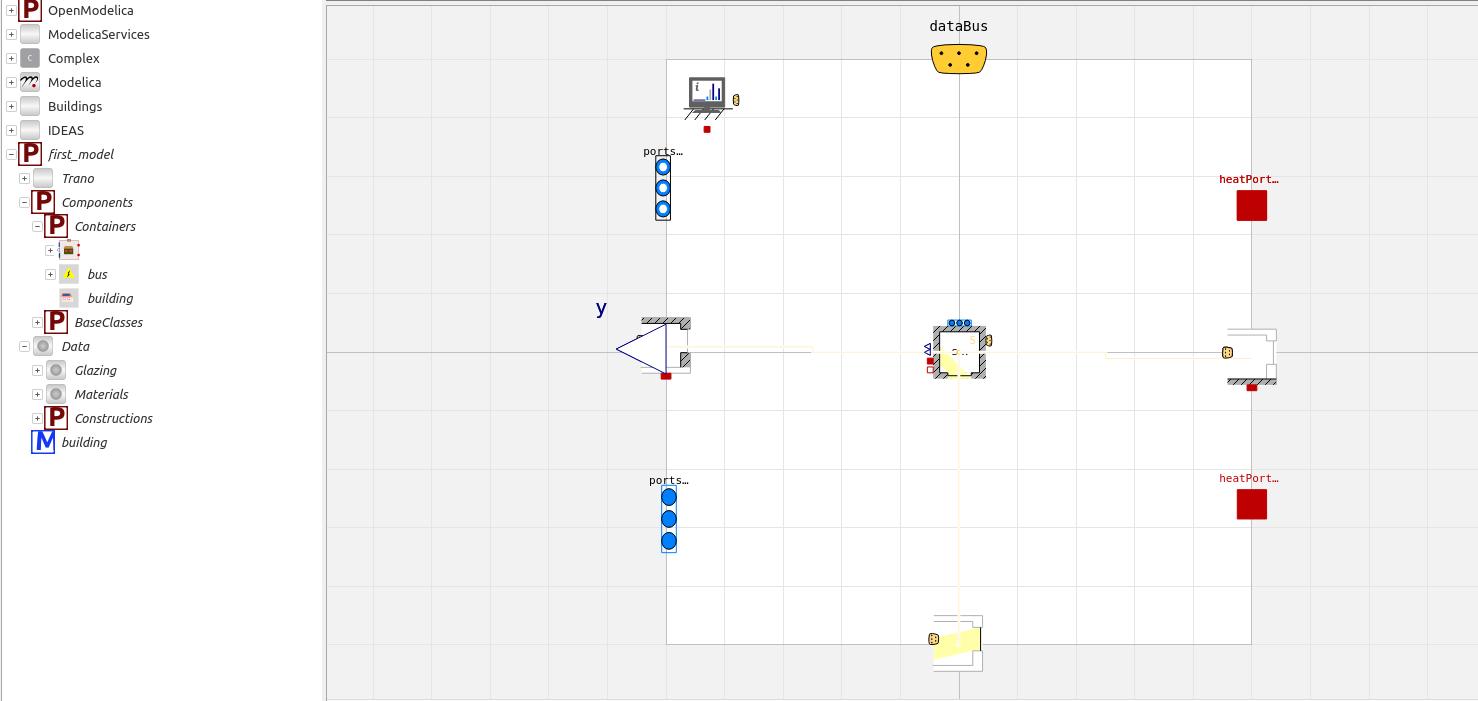 OpenModelica
ModelicaServices
Complex
Modelica
Buildings
IDEAS
first_model
Trano
Components
Containers
bus
building
BaseClasses
Data
Glazing
Materials
Constructions
building
dataBus
ports...
heatPort...
y
ports...
heatPort...